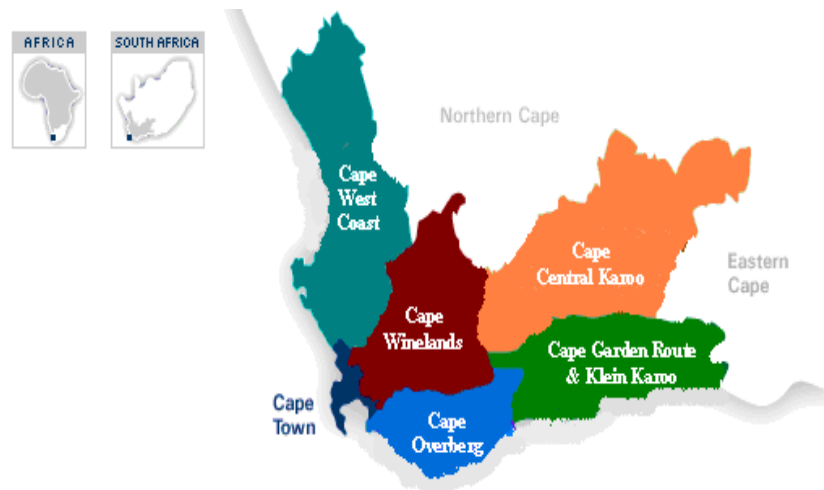 AFRICA
SOUTH AFRICA
Northern Cape
Cape
West
Coast
Cape
Central Karoo
Eastern
Cape
Cape
Winelands
Cape Garden Route
& Klein Karoo
Cape
Town
Cape
Overberg